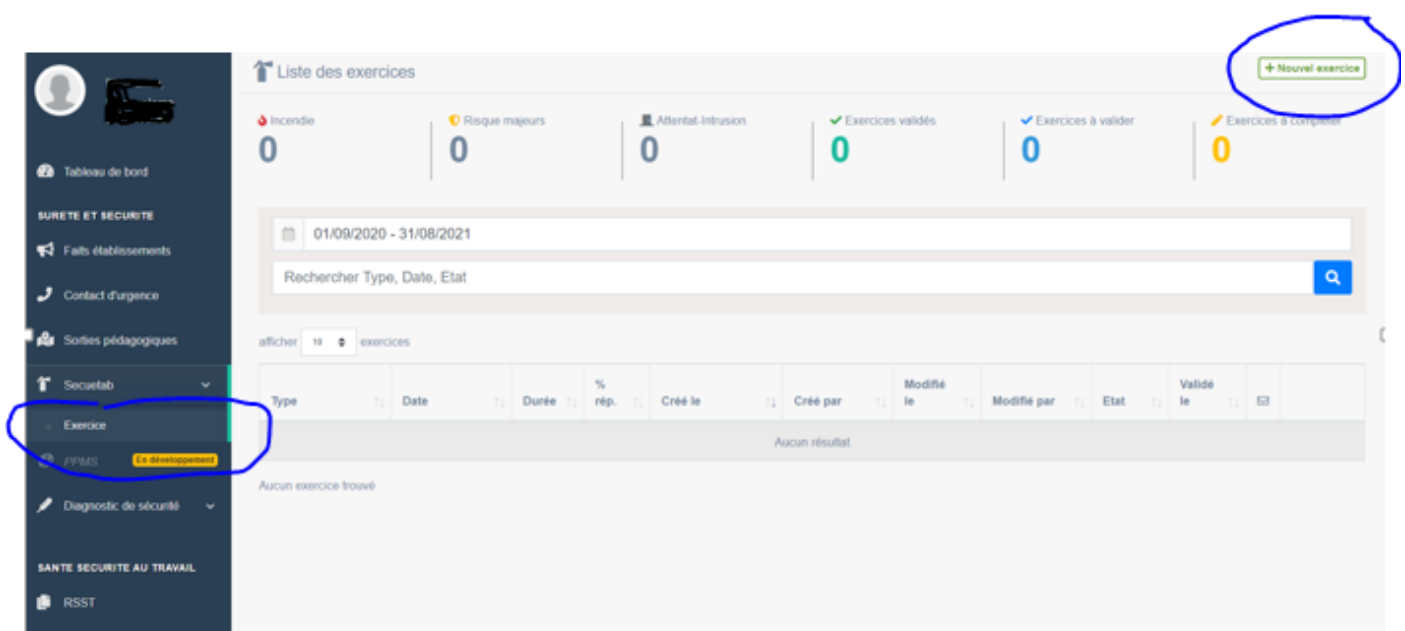 Liste des exercices
+ Nouvel exercice
Incendie
0
Risque majeurs
0
Attentat-Intrusion
0
Exercices validés
0
Exercices à valider
0
Exercices à compléter
0
Tableau de bord
SURETE ET SECURITE
Faits établissements
Contact d'urgence
Sorties pédagogiques
Secuetab
Exercice
PPMS En développement
Diagnostic de sécurité
SANTE SECURITE AU TRAVAIL
RSST
01/09/2020 - 31/08/2021
Rechercher Type, Date, Etat
afficher 10 exercices
Type Date Durée % rép. Créé le Créé par Modifié le Modifié par Etat Validé le
Aucun résultat
Aucun exercice trouvé